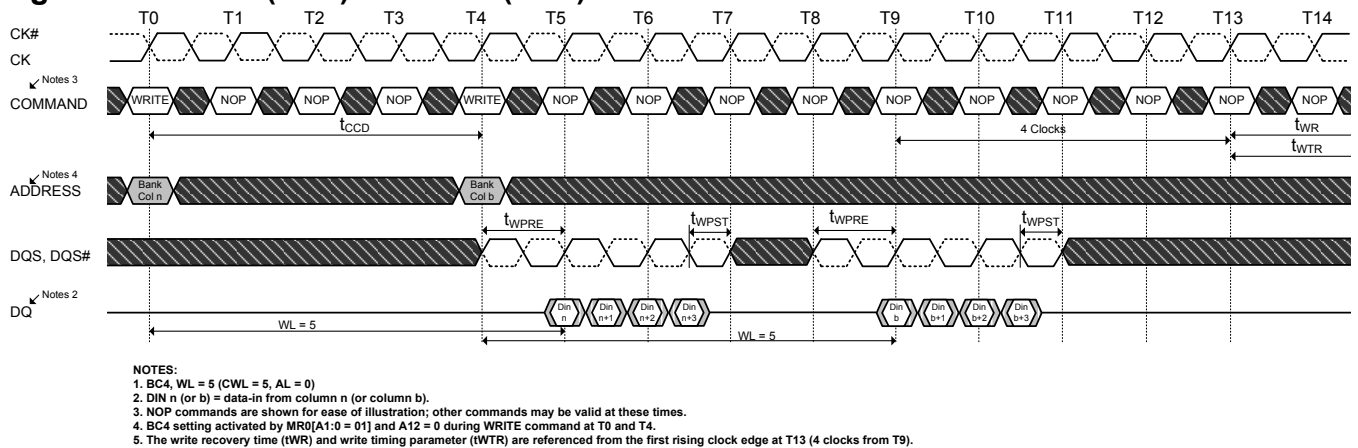 T0 T1 T2 T3 T4 T5 T6 T7 T8 T9 T10 T11 T12 T13 T14
CK#
CK
Notes 3
COMMAND
WRITE NOP NOP NOP WRITE NOP NOP NOP NOP NOP NOP NOP NOP NOP NOP
tCCD
4 Clocks
tWR
tWTR
Notes 4
ADDRESS
Bank Col n
Bank Col b
tWPRE
tWPST
tWPRE
tWPST
DQS, DQS#
Notes 2
DQ
Din n
Din n+1
Din n+2
Din n+3
Din b
Din b+1
Din b+2
Din b+3
WL = 5
WL = 5
NOTES:
1. BC4, WL = 5 (CWL = 5, AL = 0)
2. DIN n (or b) = data-in from column n (or column b).
3. NOP commands are shown for ease of illustration; other commands may be valid at these times.
4. BC4 setting activated by MR0[A1:0 = 01] and A12 = 0 during WRITE command at T0 and T4.
5. The write recovery time (tWR) and write timing parameter (tWTR) are referenced from the first rising clock edge at T13 (4 clocks from T9).